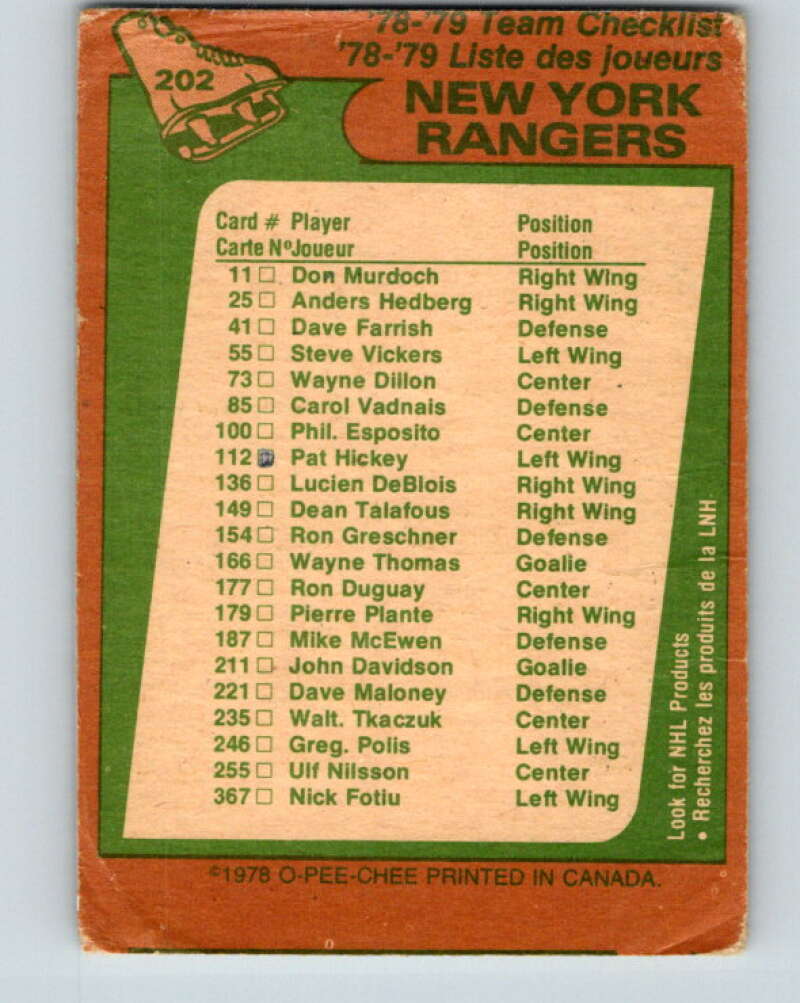 '78-'79 Team Checklist
'78-'79 Liste des joueurs
202
NEW YORK
RANGERS
Card # Player Position
Carte Nº Joueur Position
11 □ Don Murdoch Right Wing
25 □ Anders Hedberg Right Wing
41 □ Dave Farrish Defense
55 □ Steve Vickers Left Wing
73 □ Wayne Dillon Center
85 □ Carol Vadnais Defense
100 □ Phil. Esposito Center
112 ■ Pat Hickey Left Wing
136 □ Lucien DeBlois Right Wing
149 □ Dean Talafous Right Wing
154 □ Ron Greschner Defense
166 □ Wayne Thomas Goalie
177 □ Ron Duguay Center
179 □ Pierre Plante Right Wing
187 □ Mike McEwen Defense
211 □ John Davidson Goalie
221 □ Dave Maloney Defense
235 □ Walt. Tkaczuk Center
246 □ Greg. Polis Left Wing
255 □ Ulf Nilsson Center
367 □ Nick Fotiu Left Wing
Look for NHL Products
• Recherchez les produits de la LNH
©1978 O-PEE-CHEE PRINTED IN CANADA.